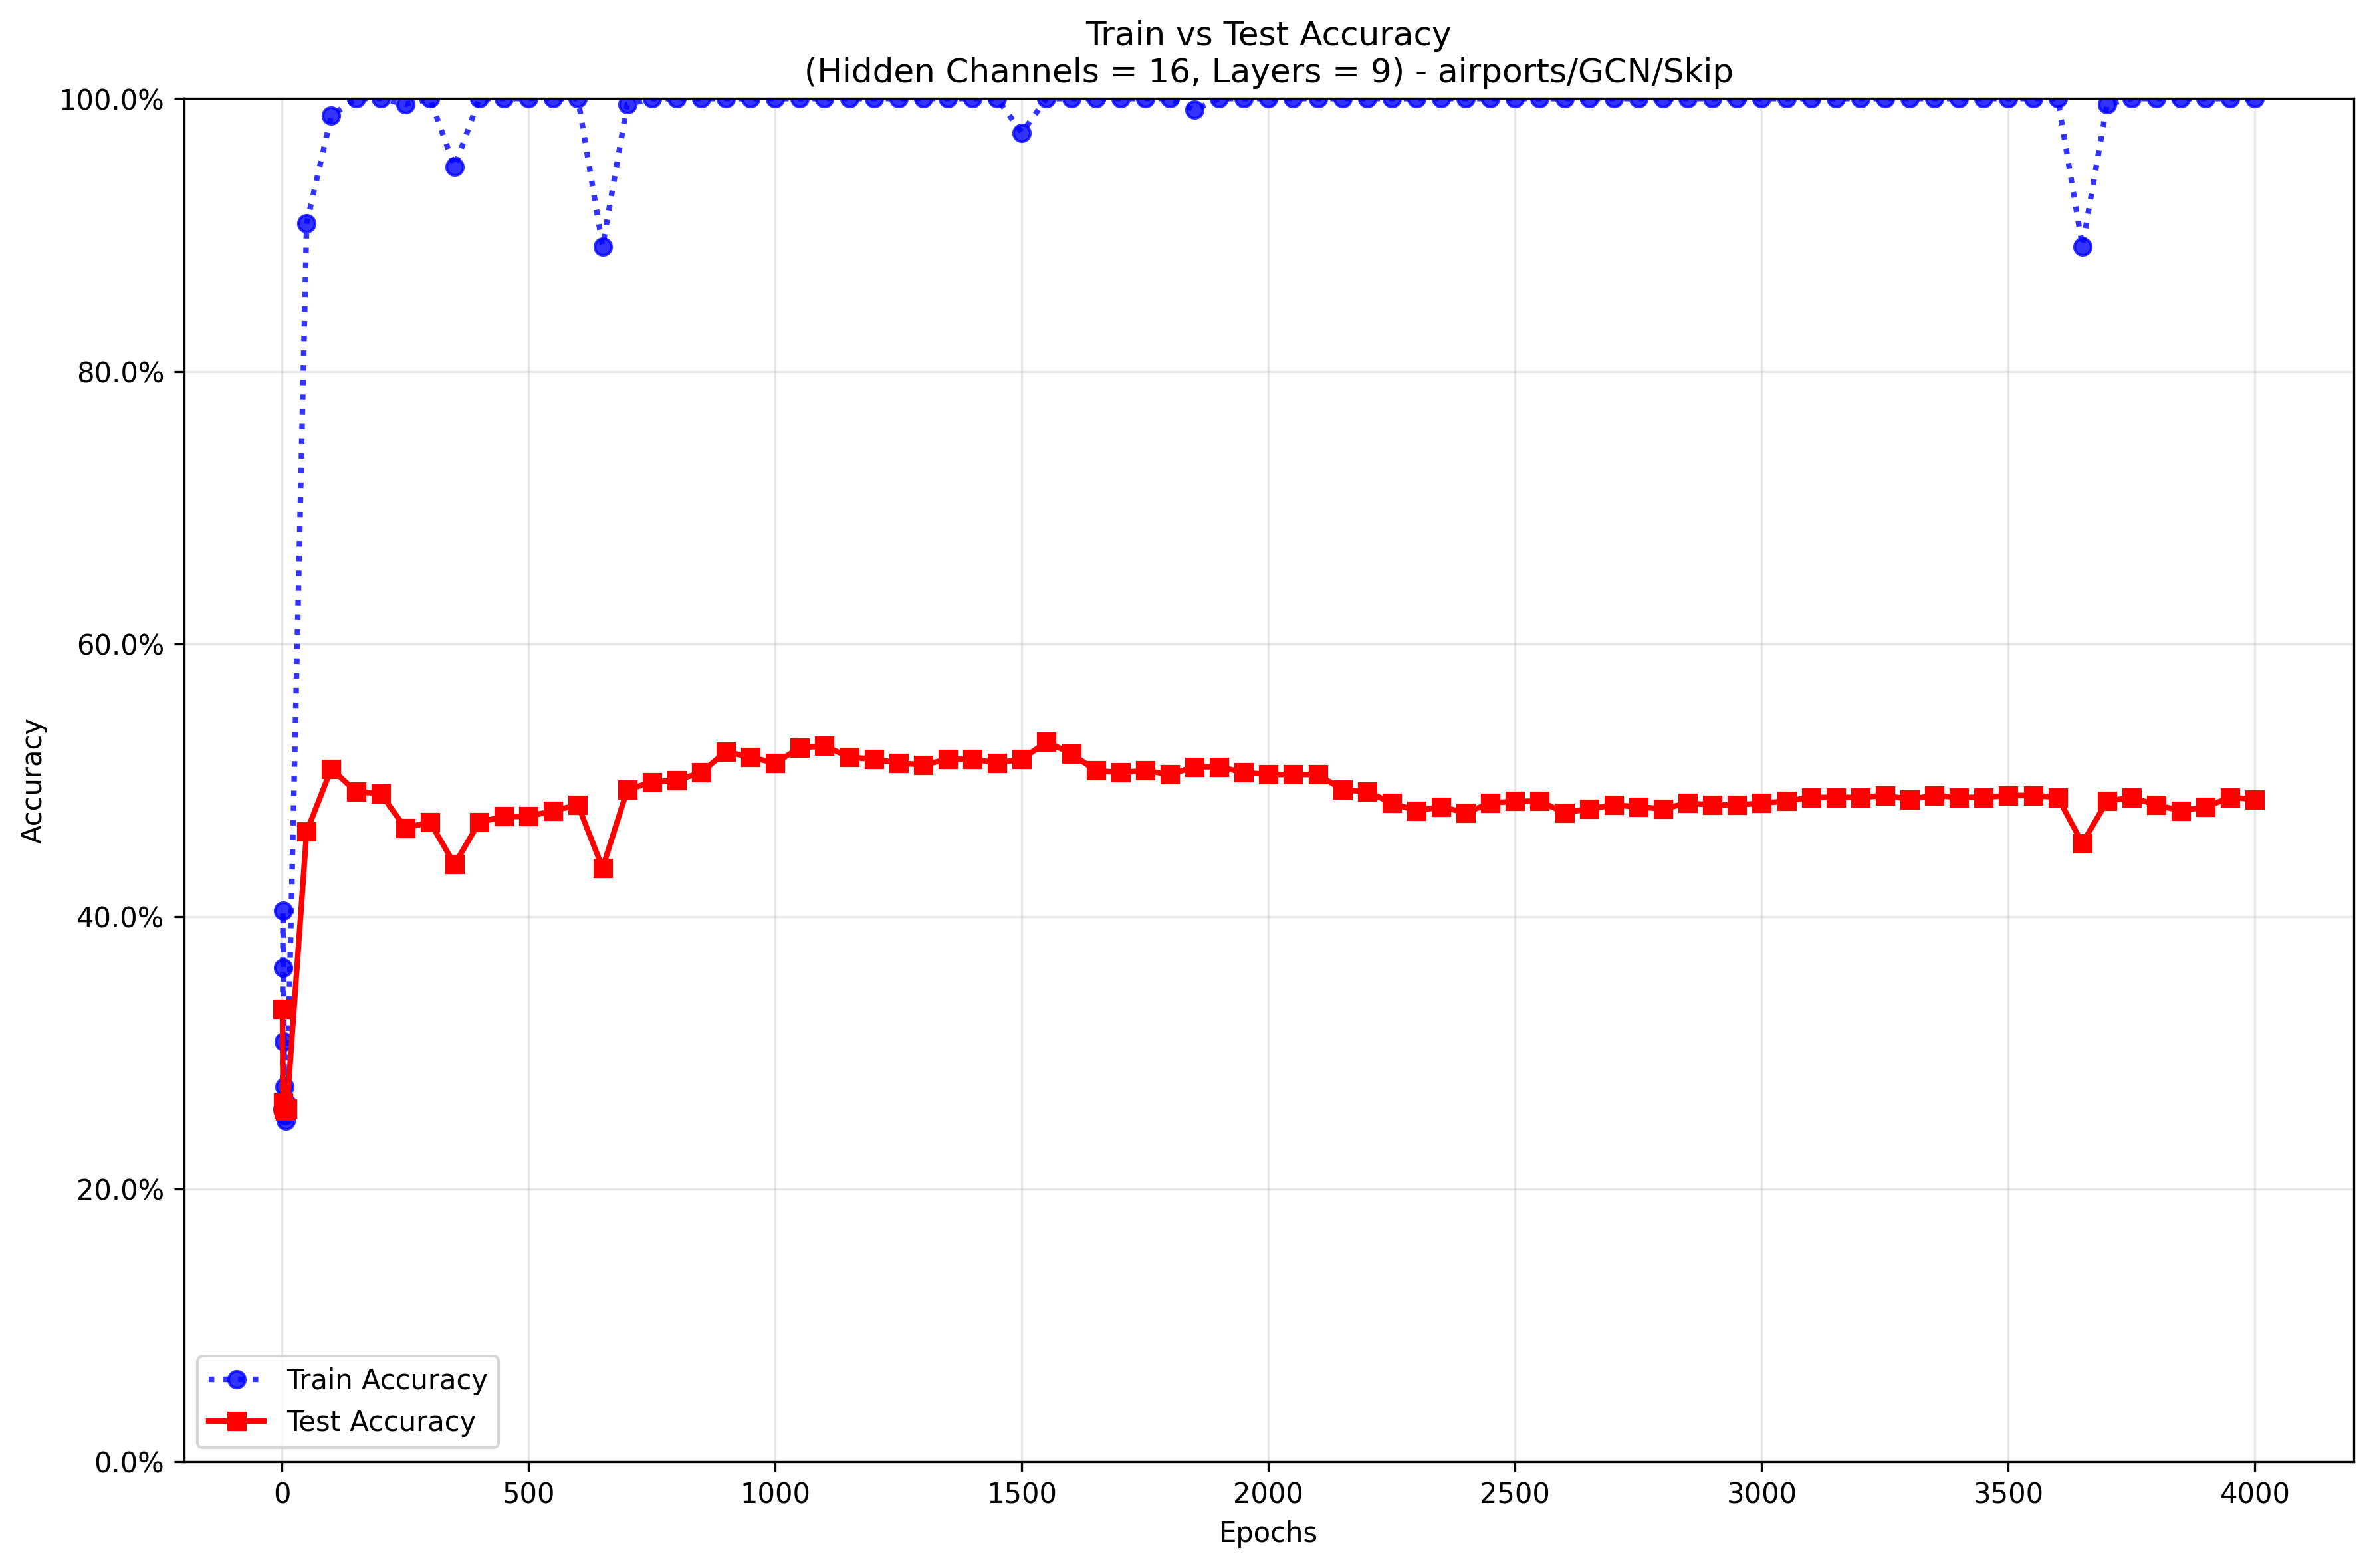 Train vs Test Accuracy
(Hidden Channels = 16, Layers = 9) - airports/GCN/Skip
100.0%
80.0%
60.0%
40.0%
20.0%
0.0%
Accuracy
Train Accuracy
Test Accuracy
0 500 1000 1500 2000 2500 3000 3500 4000
Epochs